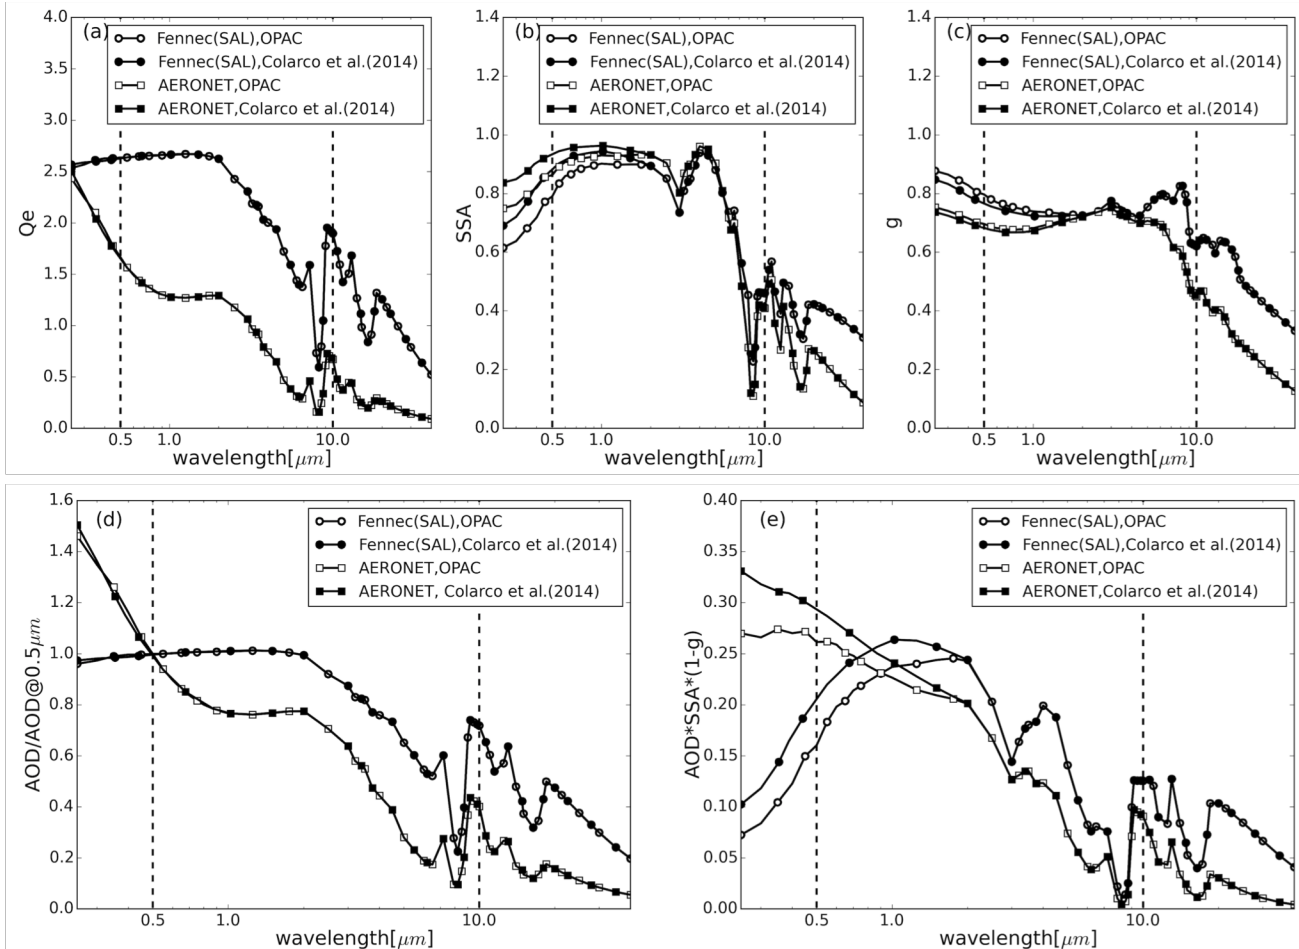 (a)
Fennec(SAL),OPAC
Fennec(SAL),Colarco et al.(2014)
AERONET,OPAC
AERONET,Colarco et al.(2014)
4.0
3.5
3.0
2.5
2.0
1.5
1.0
0.5
0.0
Qe
0.5
1.0
10.0
wavelength[μm]
(b)
Fennec(SAL),OPAC
Fennec(SAL),Colarco et al.(2014)
AERONET,OPAC
AERONET,Colarco et al.(2014)
1.4
1.2
1.0
0.8
0.6
0.4
0.2
0.0
SSA
0.5
1.0
10.0
wavelength[μm]
(c)
Fennec(SAL),OPAC
Fennec(SAL),Colarco et al.(2014)
AERONET,OPAC
AERONET,Colarco et al.(2014)
1.4
1.2
1.0
0.8
0.6
0.4
0.2
0.0
g
0.5
1.0
10.0
wavelength[μm]
(d)
Fennec(SAL),OPAC
Fennec(SAL),Colarco et al.(2014)
AERONET,OPAC
AERONET, Colarco et al.(2014)
1.6
1.4
1.2
1.0
0.8
0.6
0.4
0.2
0.0
AOD/AOD@0.5μm
0.5
1.0
10.0
wavelength[μm]
(e)
Fennec(SAL),OPAC
Fennec(SAL),Colarco et al.(2014)
AERONET,OPAC
AERONET,Colarco et al.(2014)
0.40
0.35
0.30
0.25
0.20
0.15
0.10
0.05
0.00
AOD*SSA*(1-g)
0.5
1.0
10.0
wavelength[μm]